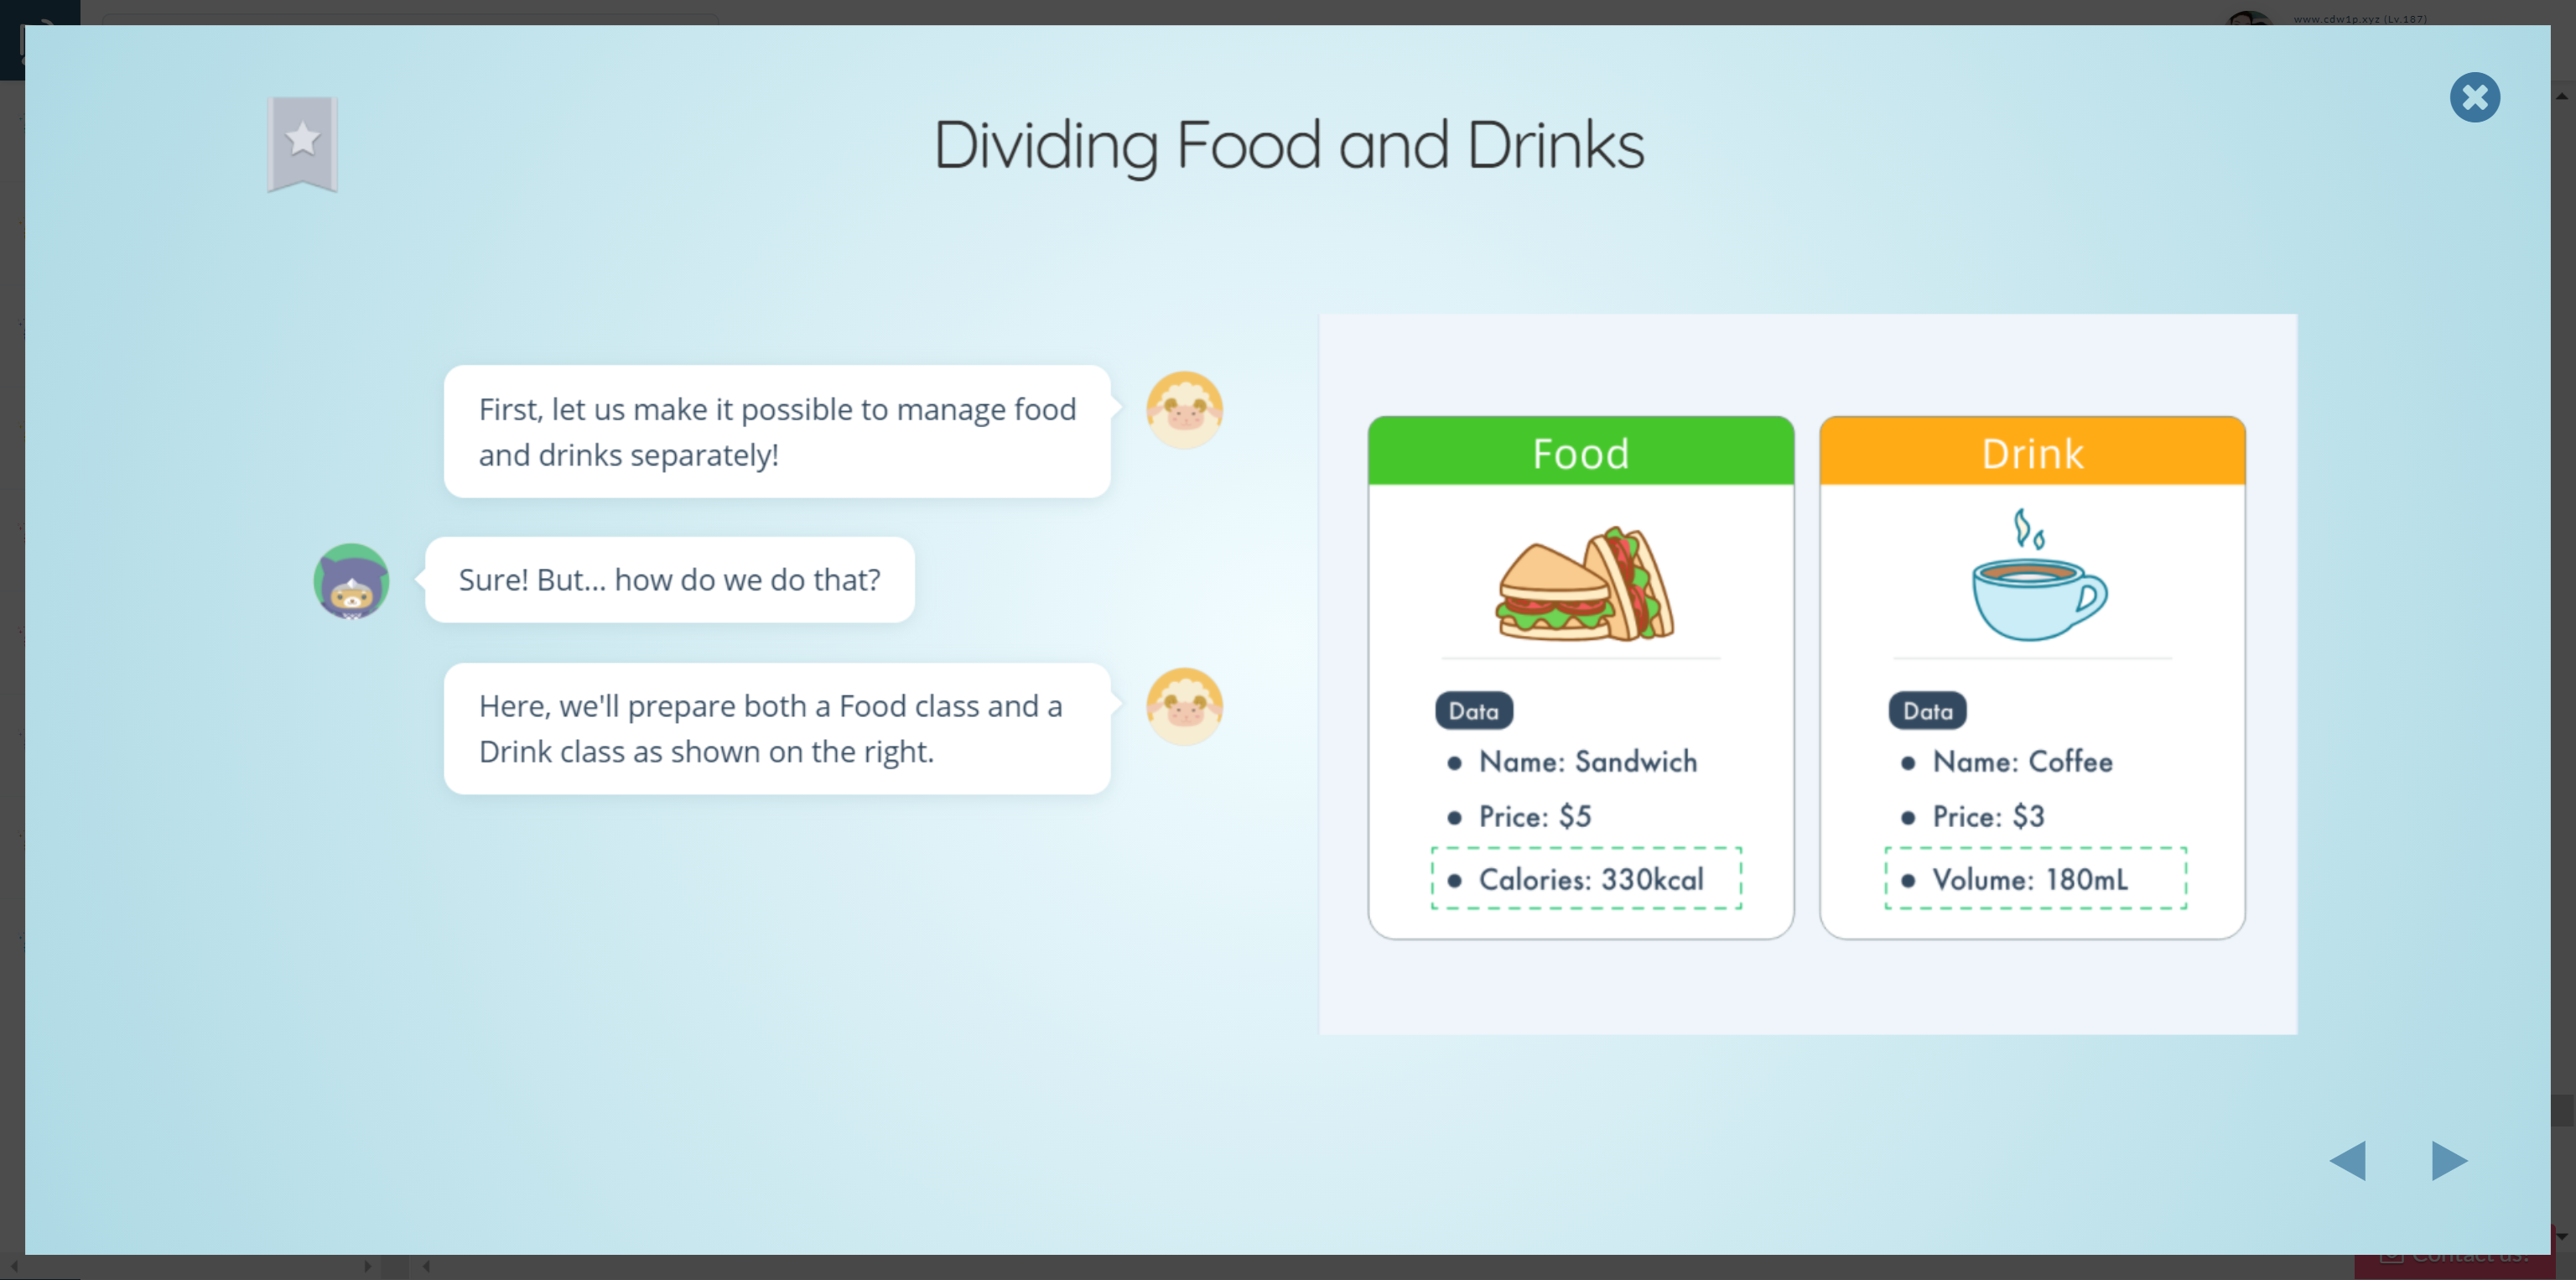 www.cdw1p.xyz (Lv.187)
Dividing Food and Drinks
First, let us make it possible to manage food
and drinks separately!
Sure! But... how do we do that?
Here, we'll prepare both a Food class and a
Drink class as shown on the right.
Food
Data
Name: Sandwich
Price: $5
Calories: 330kcal
Drink
Data
Name: Coffee
Price: $3
Volume: 180mL
Contact us!